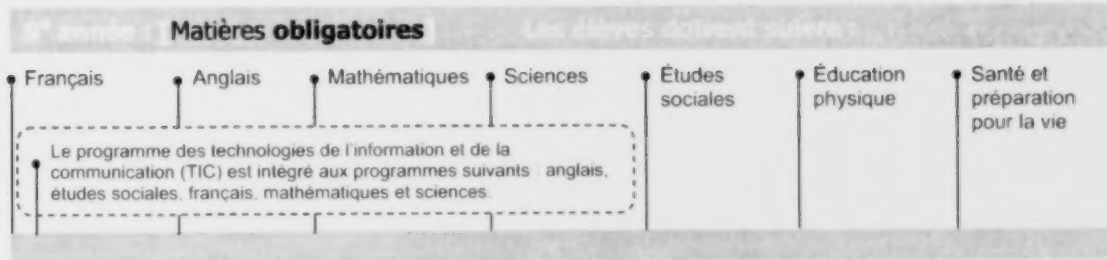 9e année : [ Matières obligatoires ] Les élèves doivent suivre :
Français
Anglais
Mathématiques
Sciences
Études
sociales
Éducation
physique
Santé et
préparation
pour la vie
Le programme des technologies de l'information et de la
communication (TIC) est intégré aux programmes suivants : anglais,
études sociales, français, mathématiques et sciences.